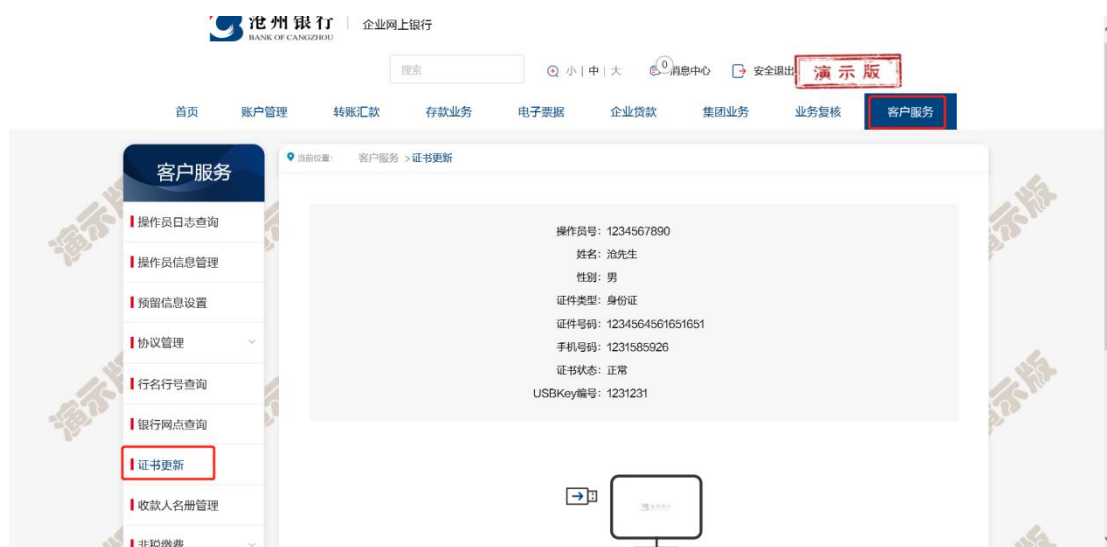 沧州银行 企业网上银行
BANK OF CANGZHOU
搜索 小 | 中 | 大 0 消息中心 安全退出 演示版
首页 账户管理 转账汇款 存款业务 电子票据 企业贷款 集团业务 业务复核 客户服务
客户服务
当前位置: 客户服务 > 证书更新
操作员日志查询
操作员信息管理
预留信息设置
协议管理
行名行号查询
银行网点查询
证书更新
收款人名册管理
非税缴费
操作员号: 1234567890
姓名: 沧先生
性别: 男
证件类型: 身份证
证件号码: 1234564561651651
手机号码: 1231585926
证书状态: 正常
USBKey编号: 1231231
沧州银行
演示版
演示版
演示版
演示版